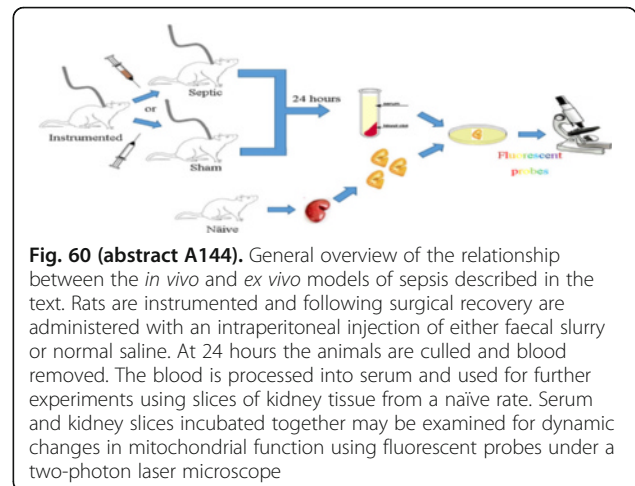 Septic
24 hours
serum
Instrumented
or
Fluorescent
probes
Sham
Näive
Fig. 60 (abstract A144). General overview of the relationship
between the in vivo and ex vivo models of sepsis described in the
text. Rats are instrumented and following surgical recovery are
administered with an intraperitoneal injection of either faecal slurry
or normal saline. At 24 hours the animals are culled and blood
removed. The blood is processed into serum and used for further
experiments using slices of kidney tissue from a naïve rate. Serum
and kidney slices incubated together may be examined for dynamic
changes in mitochondrial function using fluorescent probes under a
two-photon laser microscope